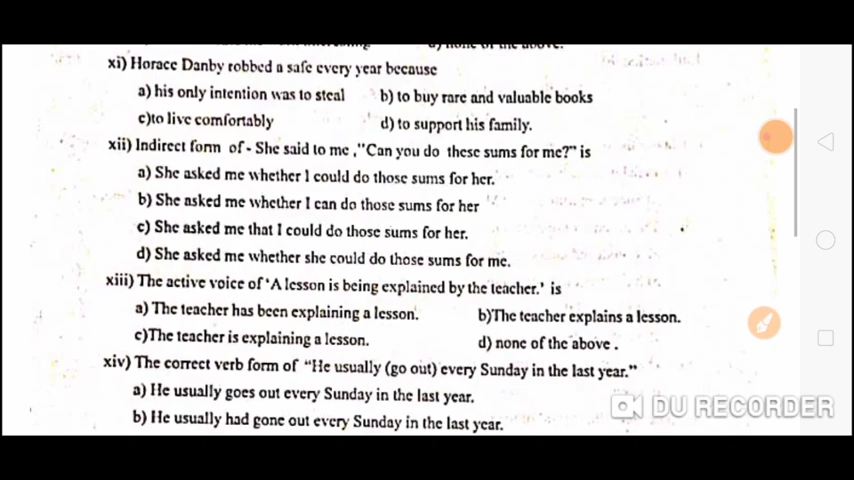 d) none of the above.
xi) Horace Danby robbed a safe every year because
a) his only intention was to steal b) to buy rare and valuable books
c)to live comfortably d) to support his family.
xii) Indirect form of - She said to me ,"Can you do these sums for me?" is
a) She asked me whether I could do those sums for her.
b) She asked me whether I can do those sums for her
c) She asked me that I could do those sums for her.
d) She asked me whether she could do those sums for me.
xiii) The active voice of 'A lesson is being explained by the teacher.' is
a) The teacher has been explaining a lesson. b)The teacher explains a lesson.
c)The teacher is explaining a lesson. d) none of the above .
xiv) The correct verb form of "He usually (go out) every Sunday in the last year."
a) He usually goes out every Sunday in the last year.
DU RECORDER
b) He usually had gone out every Sunday in the last year.